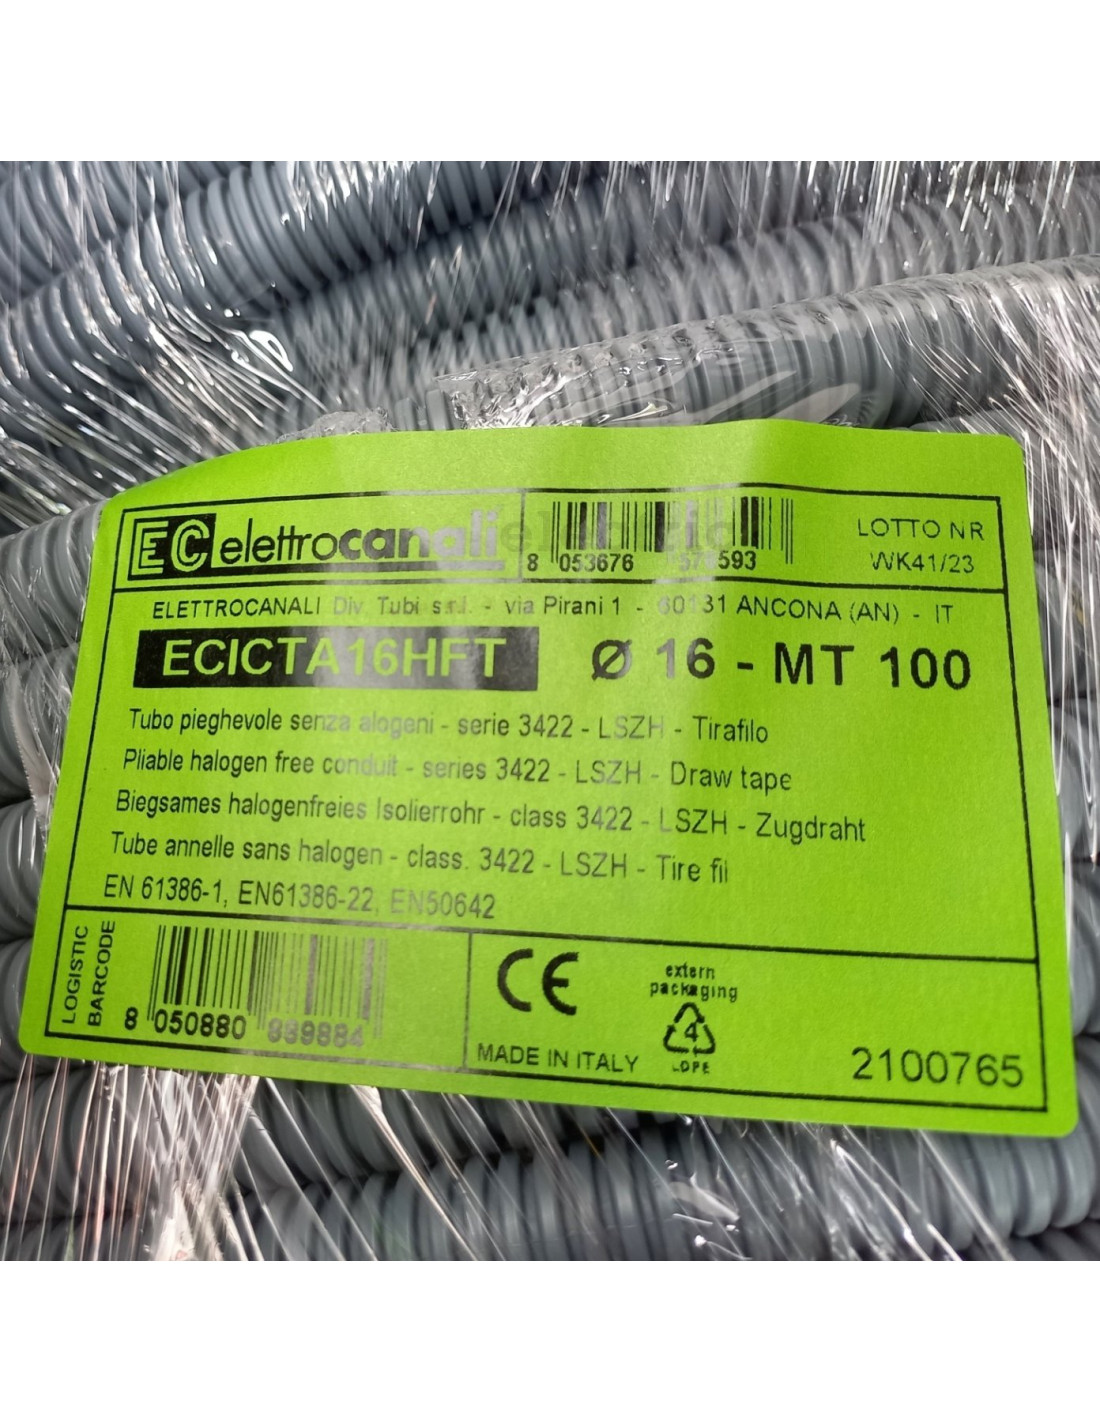 EC elettrocanali
8 053676 593
LOTTO NR
WK41/23
ELETTROCANALI Div. Tubi s.r.l. - via Pirani 1 - 60131 ANCONA (AN) - IT
ECICTA16HFT Ø 16 - MT 100
Tubo pieghevole senza alogeni - serie 3422 - LSZH - Tirafilo
Pliable halogen free conduit - series 3422 - LSZH - Draw tape
Biegsames halogenfreies Isolierrohr - class 3422 - LSZH - Zugdraht
Tube annelle sans halogen - class. 3422 - LSZH - Tire fil
EN 61386-1, EN61386-22, EN50642
LOGISTIC
BARCODE
8 050880 889884
CE
MADE IN ITALY
extern
packaging
4
LDPE
2100765